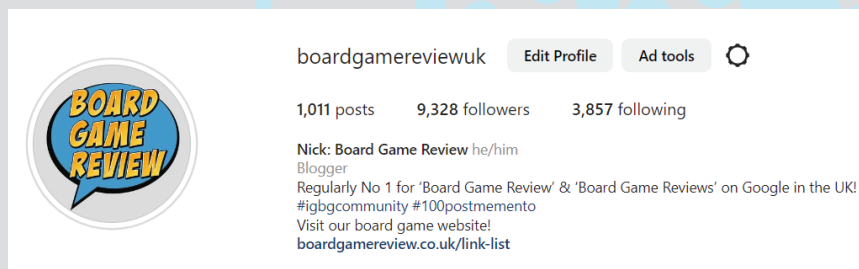 BOARD
GAME
REVIEW
boardgamereviewuk Edit Profile Ad tools
1,011 posts 9,328 followers 3,857 following
Nick: Board Game Review he/him
Blogger
Regularly No 1 for ‘Board Game Review’ & ‘Board Game Reviews’ on Google in the UK!
#igbgcommunity #100postmemento
Visit our board game website!
boardgamereview.co.uk/link-list